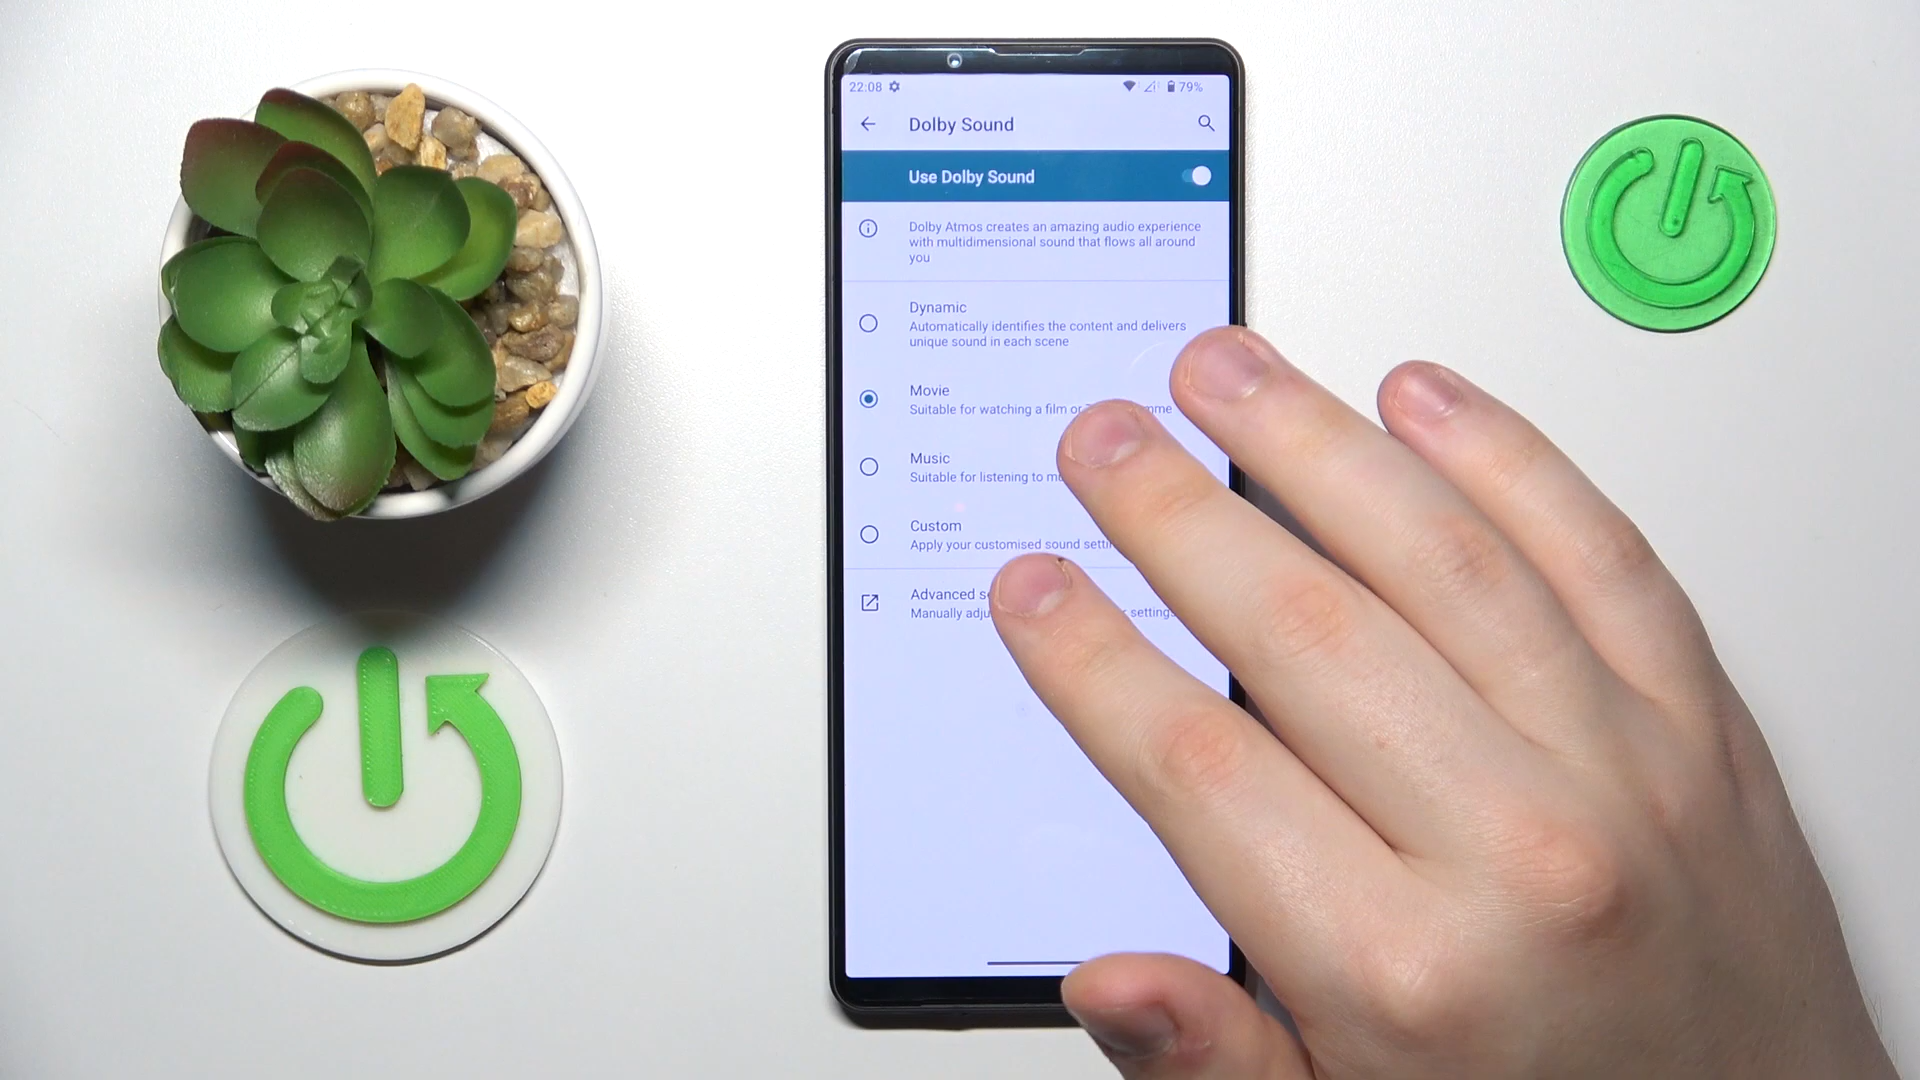 22:08 79%
Dolby Sound
Use Dolby Sound
Dolby Atmos creates an amazing audio experience
with multidimensional sound that flows all around
you
Dynamic
Automatically identifies the content and delivers
unique sound in each scene
Movie
Suitable for watching a film or
Music
Suitable for listening to
Custom
Apply your customised sound
Advanced
Manually settings